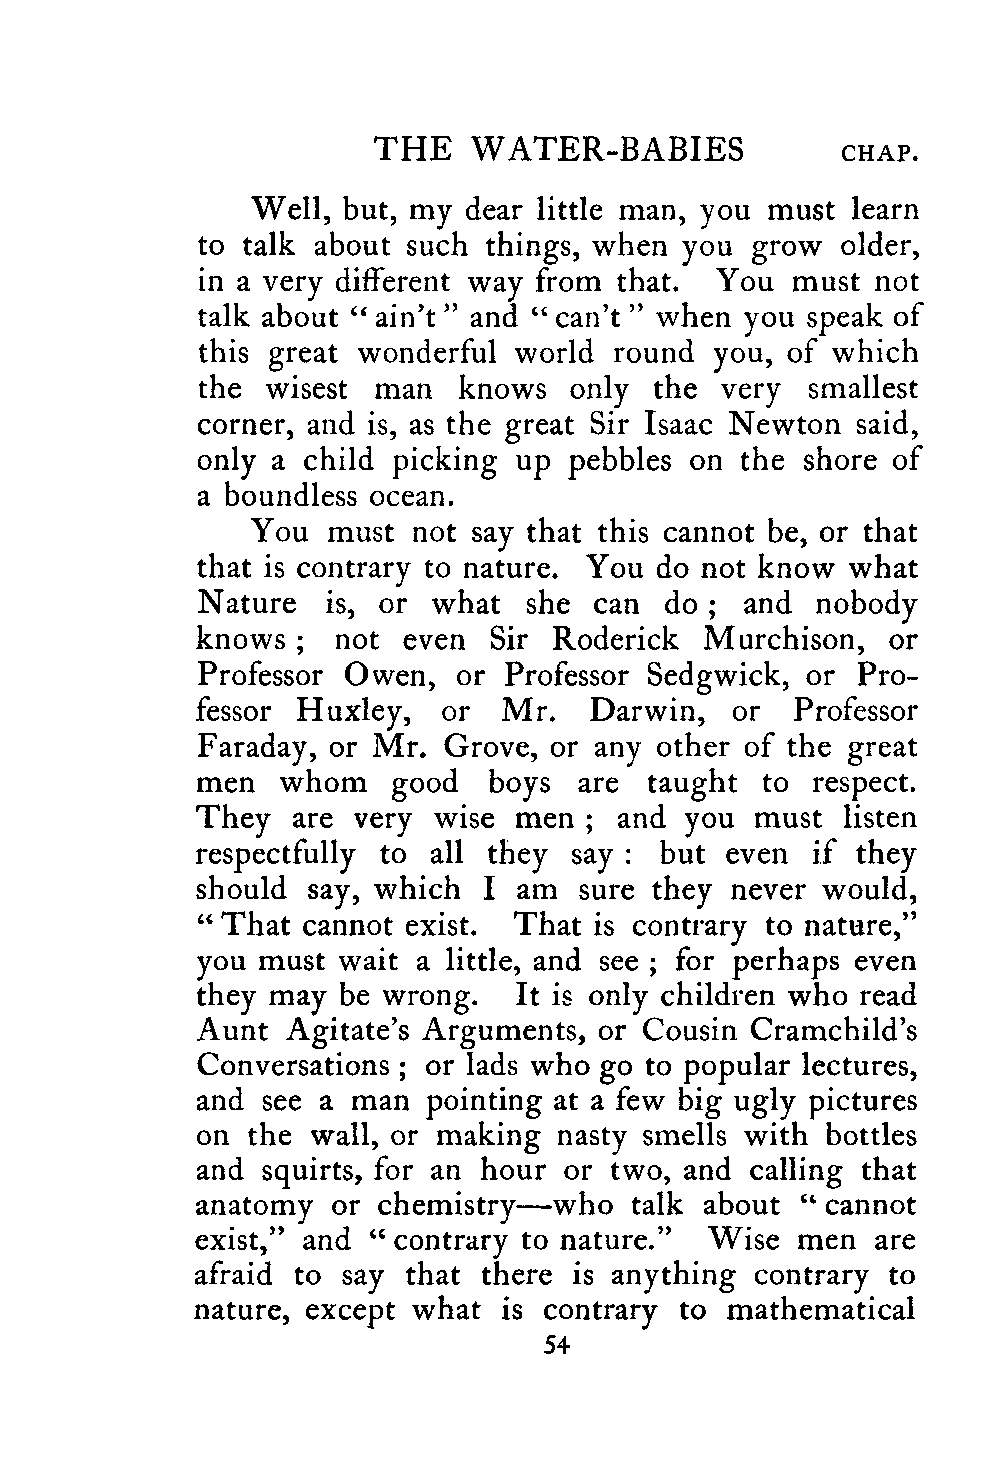 THE WATER-BABIES CHAP.
Well, but, my dear little man, you must learn
to talk about such things, when you grow older,
in a very different way from that. You must not
talk about “ ain't ” and “ can't ” when you speak of
this great wonderful world round you, of which
the wisest man knows only the very smallest
corner, and is, as the great Sir Isaac Newton said,
only a child picking up pebbles on the shore of
a boundless ocean.
You must not say that this cannot be, or that
that is contrary to nature. You do not know what
Nature is, or what she can do ; and nobody
knows ; not even Sir Roderick Murchison, or
Professor Owen, or Professor Sedgwick, or Pro-
fessor Huxley, or Mr. Darwin, or Professor
Faraday, or Mr. Grove, or any other of the great
men whom good boys are taught to respect.
They are very wise men ; and you must listen
respectfully to all they say : but even if they
should say, which I am sure they never would,
“ That cannot exist. That is contrary to nature,”
you must wait a little, and see ; for perhaps even
they may be wrong. It is only children who read
Aunt Agitate's Arguments, or Cousin Cramchild's
Conversations ; or lads who go to popular lectures,
and see a man pointing at a few big ugly pictures
on the wall, or making nasty smells with bottles
and squirts, for an hour or two, and calling that
anatomy or chemistry—who talk about “ cannot
exist,” and “ contrary to nature.” Wise men are
afraid to say that there is anything contrary to
nature, except what is contrary to mathematical
54